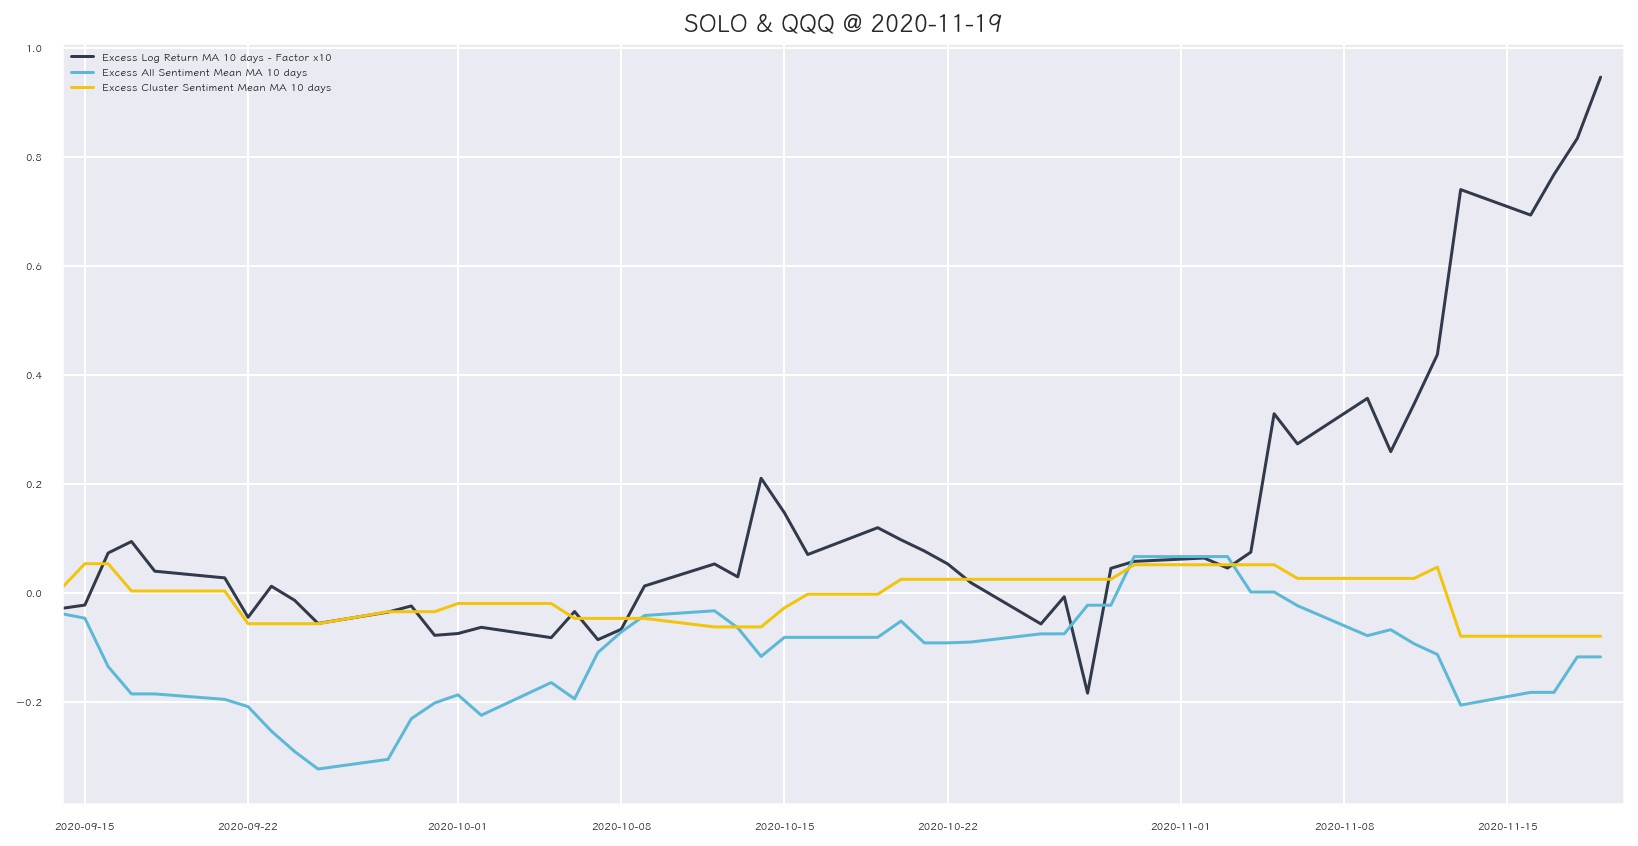 SOLO & QQQ @ 2020-11-19
Excess Log Return MA 10 days - Factor x10
Excess All Sentiment Mean MA 10 days
Excess Cluster Sentiment Mean MA 10 days
1.0
0.8
0.6
0.4
0.2
0.0
−0.2
2020-09-15 2020-09-22 2020-10-01 2020-10-08 2020-10-15 2020-10-22 2020-11-01 2020-11-08 2020-11-15